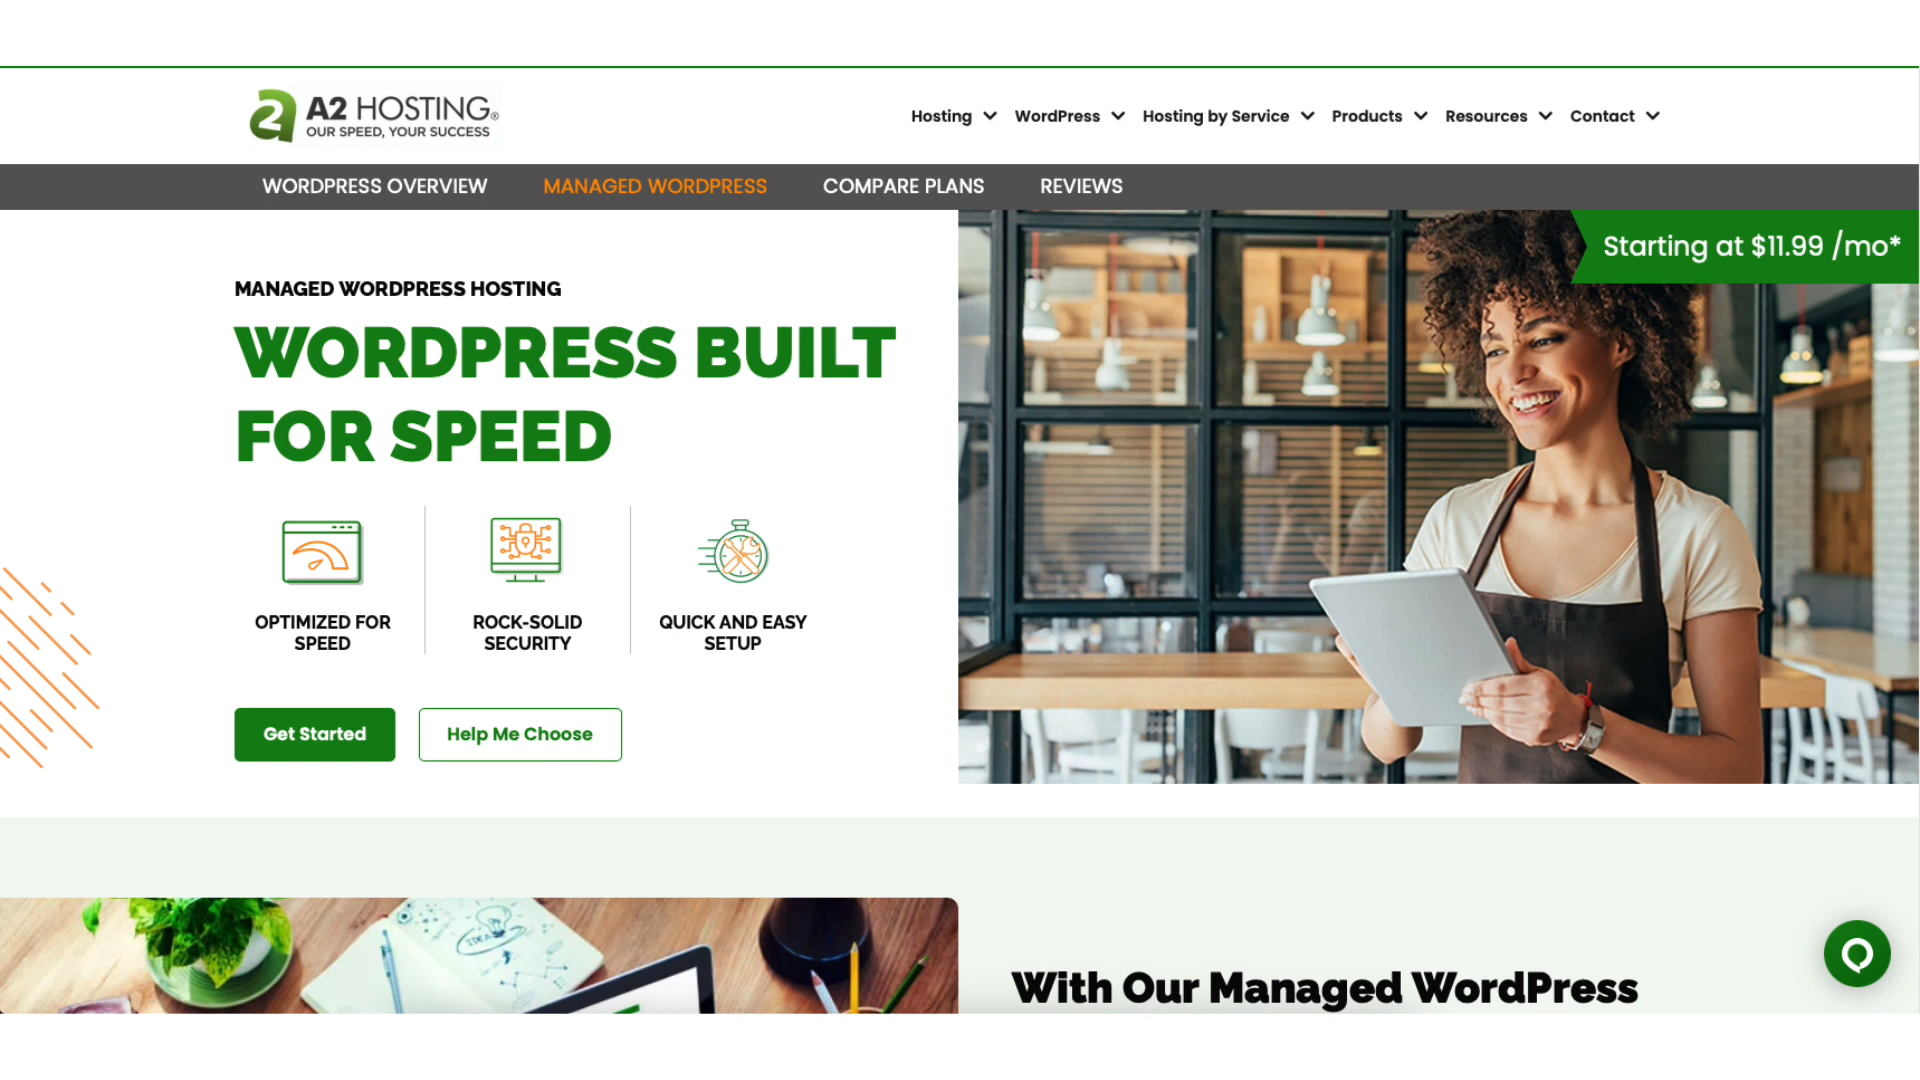 A2 HOSTING®
OUR SPEED, YOUR SUCCESS
Hosting
WordPress
Hosting by Service
Products
Resources
Contact
WORDPRESS OVERVIEW
MANAGED WORDPRESS
COMPARE PLANS
REVIEWS
Starting at $11.99 /mo*
MANAGED WORDPRESS HOSTING
WORDPRESS BUILT
FOR SPEED
OPTIMIZED FOR
SPEED
ROCK-SOLID
SECURITY
QUICK AND EASY
SETUP
Get Started
Help Me Choose
IDEA
With Our Managed WordPress